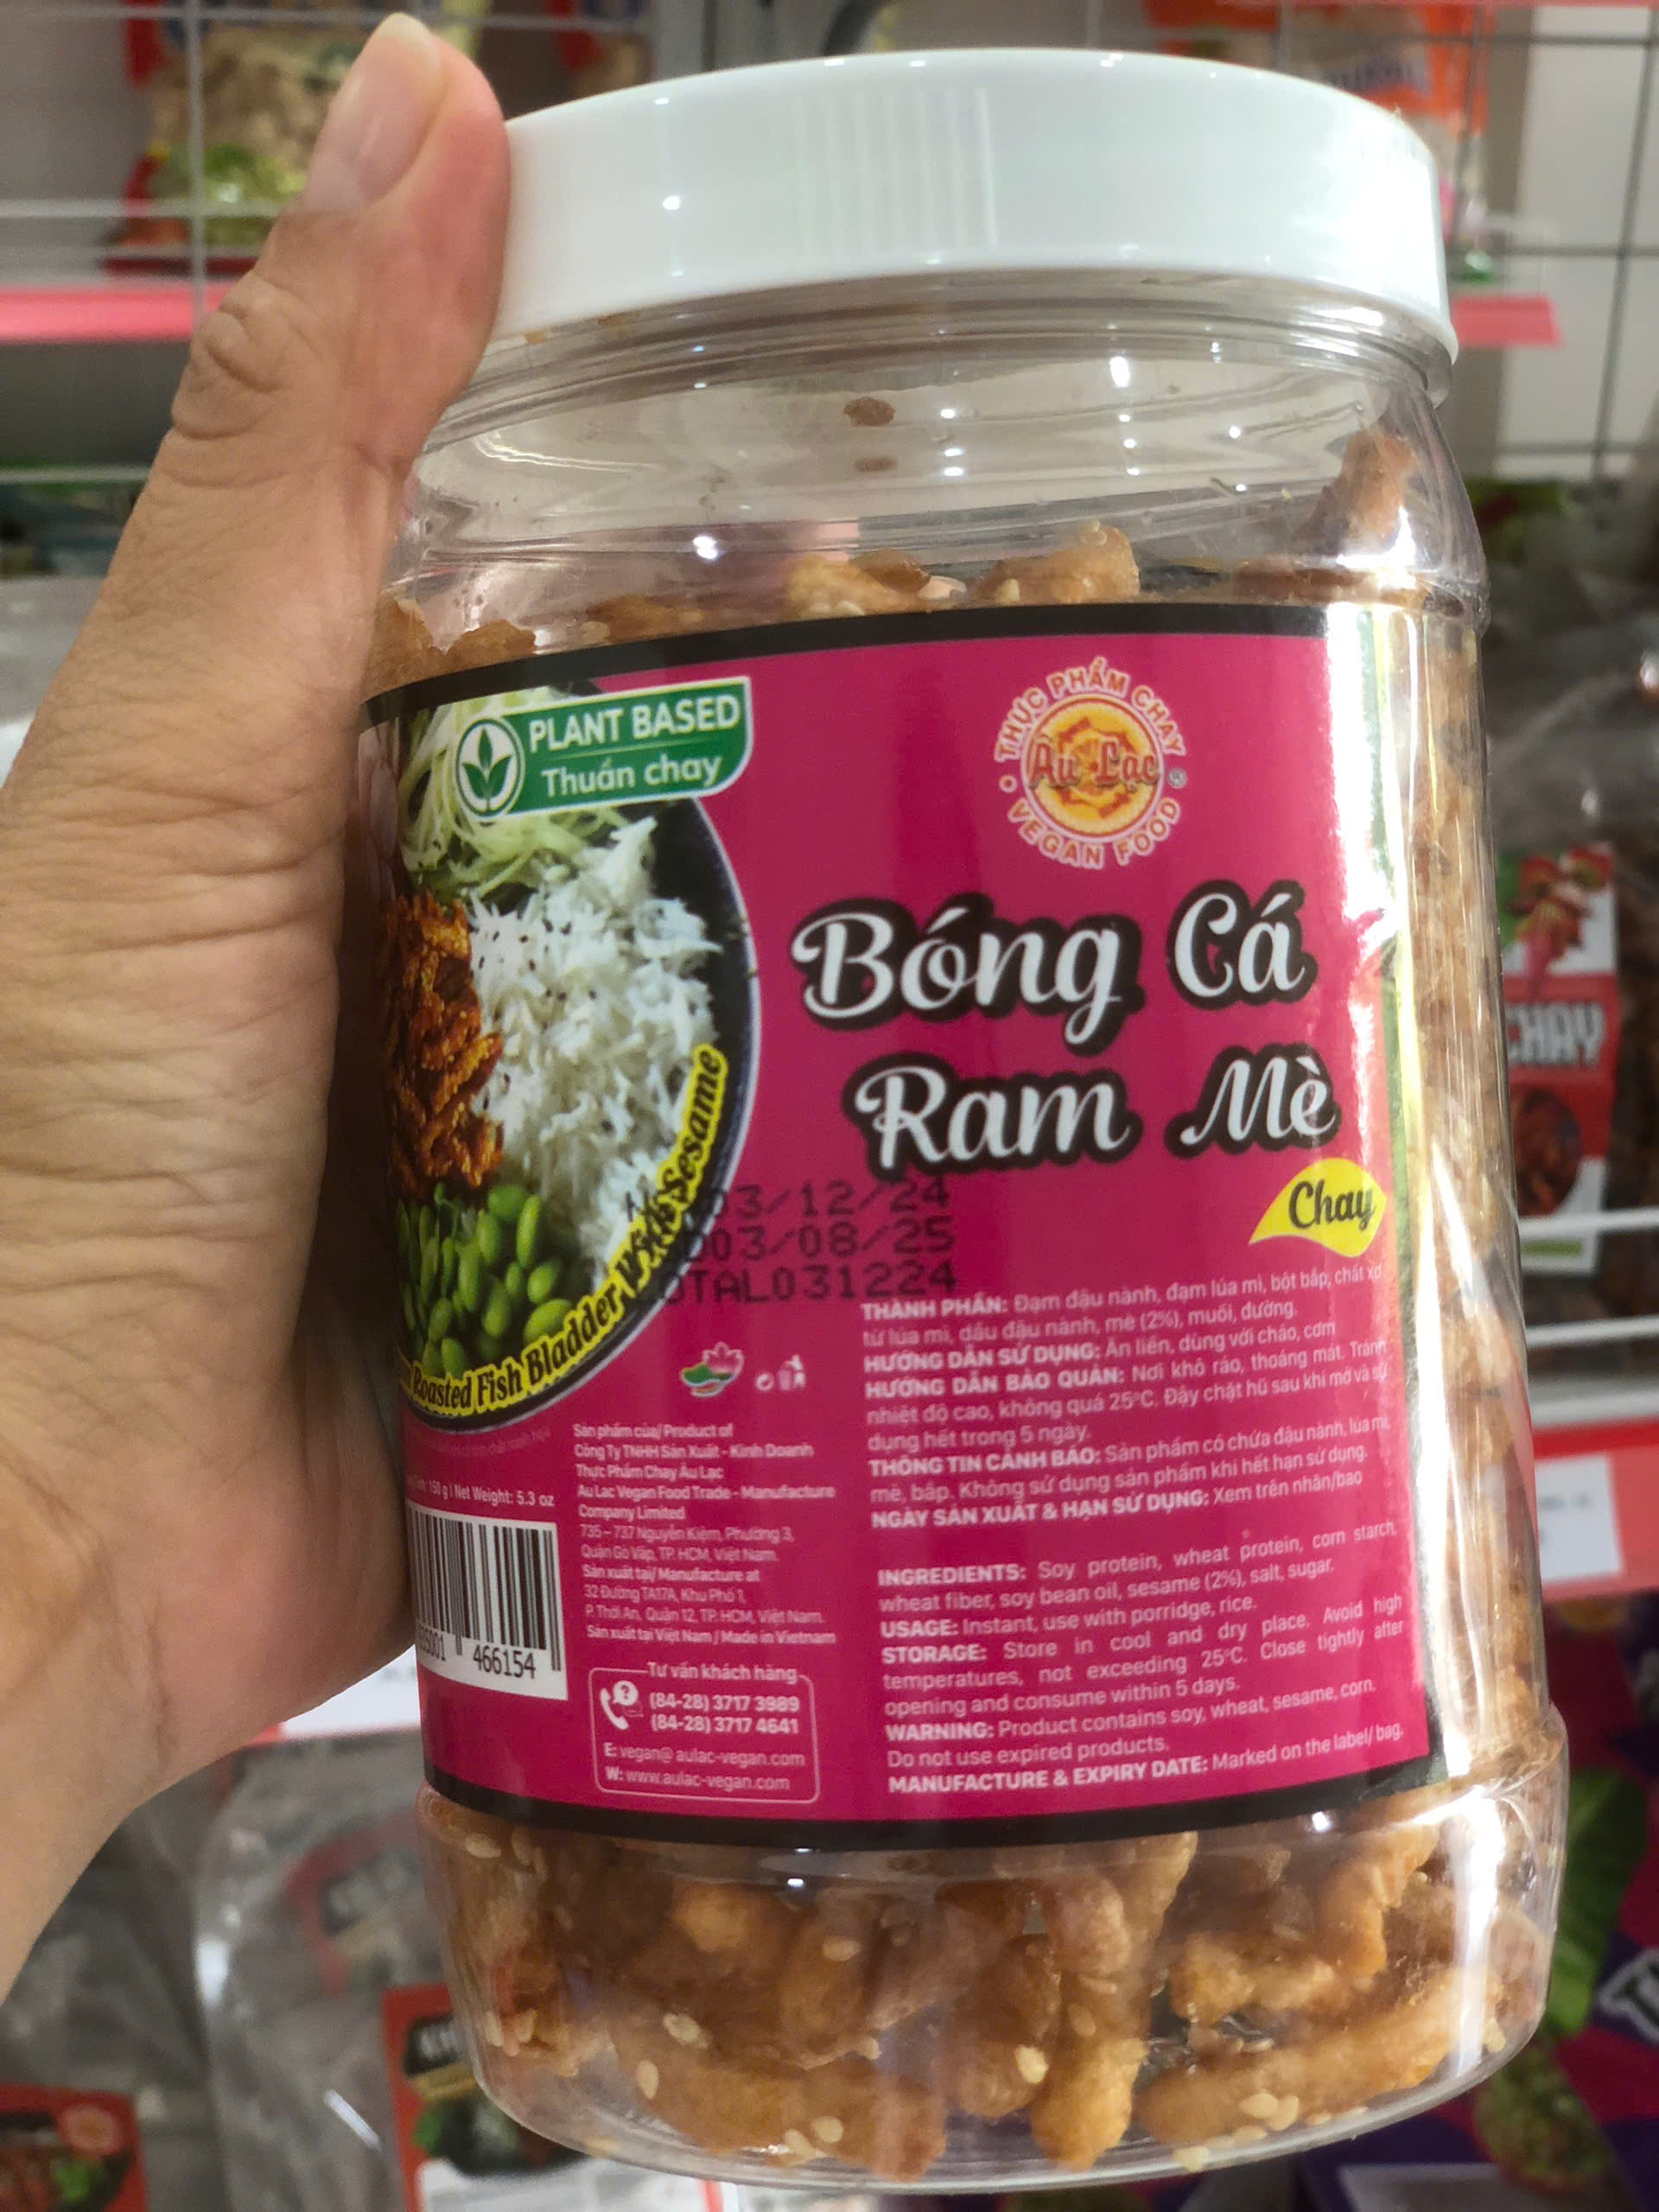 PLANT BASED
Thuần chay
THỰC PHẨM CHAY
Âu Lạc
VEGAN FOOD
Bóng Cá
Ram Mè
Chay
Roasted Fish Bladder With Sesame
03/12/24
003/08/25
TAL031224
THÀNH PHẦN: Đạm đậu nành, đạm lúa mì, bột bắp, chất xơ
từ lúa mì, dầu đậu nành, mè (2%), muối, đường.
HƯỚNG DẪN SỬ DỤNG: Ăn liền, dùng với cháo, cơm
HƯỚNG DẪN BẢO QUẢN: Nơi khô ráo, thoáng mát. Tránh
nhiệt độ cao, không quá 25°C. Đậy chặt hũ sau khi mở và sử
dụng hết trong 5 ngày.
THÔNG TIN CẢNH BÁO: Sản phẩm có chứa đậu nành, lúa mì,
mè, bắp. Không sử dụng sản phẩm khi hết hạn sử dụng.
NGÀY SẢN XUẤT & HẠN SỬ DỤNG: Xem trên nhãn/bao
INGREDIENTS: Soy protein, wheat protein, corn starch,
wheat fiber, soy bean oil, sesame (2%), salt, sugar.
USAGE: Instant, use with porridge, rice.
STORAGE: Store in cool and dry place. Avoid high
temperatures, not exceeding 25°C. Close tightly after
opening and consume within 5 days.
WARNING: Product contains soy, wheat, sesame, corn.
Do not use expired products.
MANUFACTURE & EXPIRY DATE: Marked on the label/ bag.
150 g | Net Weight: 5.3 oz
466154
Sản phẩm của/ Product of
Công Ty TNHH Sản Xuất - Kinh Doanh
Thực Phẩm Chay Âu Lạc
Au Lac Vegan Food Trade - Manufacture
Company Limited
735 - 737 Nguyễn Kiệm, Phường 3,
Quận Gò Vấp, TP. HCM, Việt Nam.
Sản xuất tại/ Manufacture at
32 Đường TA17A, Khu Phố 1,
P. Thới An, Quận 12, TP. HCM, Việt Nam.
Sản xuất tại Việt Nam / Made in Vietnam
Tư vấn khách hàng
(84-28) 3717 3989
(84-28) 3717 4641
E: vegan@aulac-vegan.com
W: www.aulac-vegan.com
CHAY